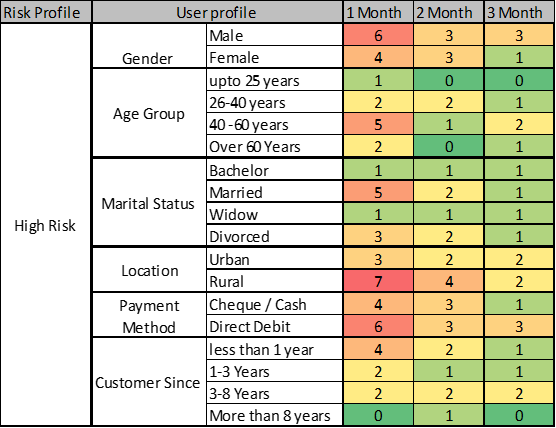 Risk Profile User profile 1 Month 2 Month 3 Month
Male 6 3 3
Gender Female 4 3 1
upto 25 years 1 0 0
26-40 years 2 2 1
Age Group 40 -60 years 5 1 2
Over 60 Years 2 0 1
Bachelor 1 1 1
Marital Status Married 5 2 1
Widow 1 1 1
High Risk Divorced 3 2 1
Location Urban 3 2 2
Rural 7 4 2
Payment Cheque / Cash 4 3 1
Method Direct Debit 6 3 3
less than 1 year 4 2 1
Customer Since 1-3 Years 2 1 1
3-8 Years 2 2 2
More than 8 years 0 1 0